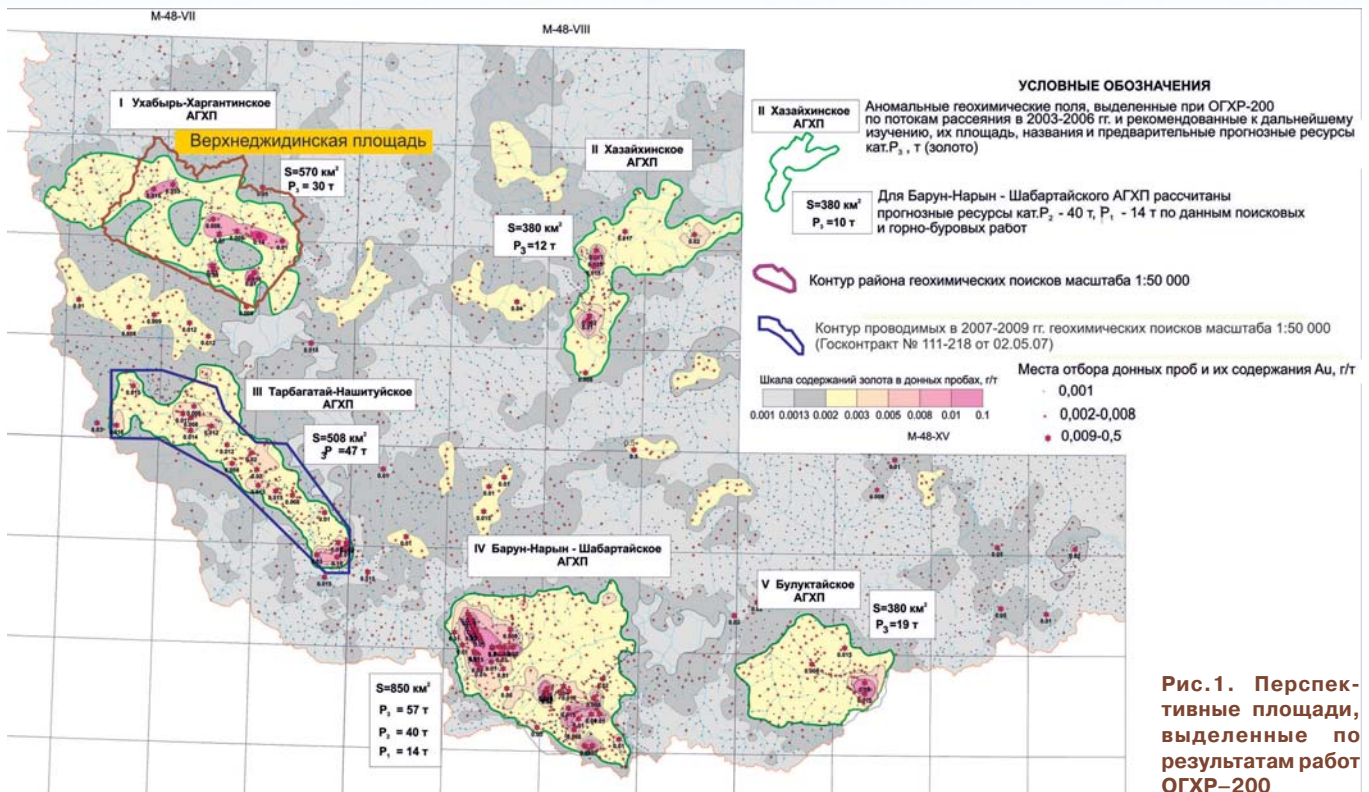 M-48-VII
M-48-VIII
I Ухабырь-Харгантинское
АГХП
Верхнеджидинская площадь
S=570 км²
P₃ = 30 т
II Хазайхинское
АГХП
S=380 км²
P₃ =12 т
III Тарбагатай-Нашитуйское
АГХП
S=508 км²
₃P =47 т
IV Барун-Нарын - Шабартайское
АГХП
S=850 км²
P₃ = 57 т
P₂ = 40 т
P₁ = 14 т
V Булуктайское
АГХП
S=380 км²
P₃ =19 т
УСЛОВНЫЕ ОБОЗНАЧЕНИЯ
II Хазайхинское
АГХП
Аномальные геохимические поля, выделенные при ОГХР-200
по потокам рассеяния в 2003-2006 гг. и рекомендованные к дальнейшему
изучению, их площадь, названия и предварительные прогнозные ресурсы
кат.P₃ , т (золото)
S=380 км²
P₃ =10 т
Для Барун-Нарын - Шабартайского АГХП рассчитаны
прогнозные ресурсы кат.P₂ - 40 т, P₁ - 14 т по данным поисковых
и горно-буровых работ
Контур района геохимических поисков масштаба 1:50 000
Контур проводимых в 2007-2009 гг. геохимических поисков масштаба 1:50 000
(Госконтракт № 111-218 от 02.05.07)
Шкала содержаний золота в донных пробах, г/т
0.001 0.0013 0.002 0.003 0.005 0.008 0.01 0.1
M-48-XV
Места отбора донных проб и их содержания Au, г/т
0,001
0,002-0,008
0,009-0,5
Рис.1. Перспек-
тивные площади,
выделенные по
результатам работ
ОГХР–200